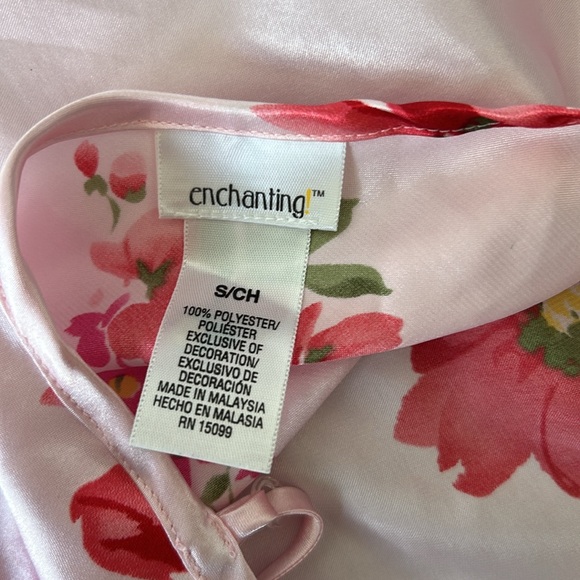 enchanting!™
S/CH
100% POLYESTER/
POLIÉSTER
EXCLUSIVE OF
DECORATION/
EXCLUSIVO DE
DECORACIÓN
MADE IN MALAYSIA
HECHO EN MALASIA
RN 15099